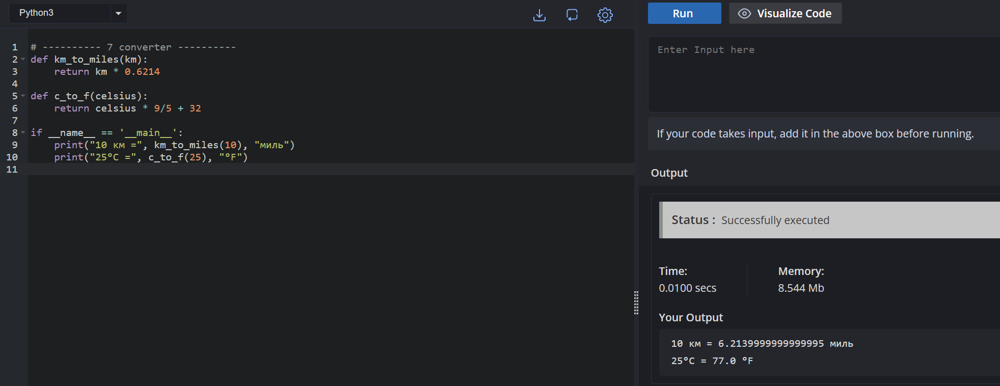 Python3
Run
Visualize Code
1 # ---------- 7 converter ----------
2 def km_to_miles(km):
3     return km * 0.6214
4
5 def c_to_f(celsius):
6     return celsius * 9/5 + 32
7
8 if __name__ == '__main__':
9     print("10 км =", km_to_miles(10), "миль")
10     print("25°C =", c_to_f(25), "°F")
11
Enter Input here
If your code takes input, add it in the above box before running.
Output
Status : Successfully executed
Time:
0.0100 secs
Memory:
8.544 Mb
Your Output
10 км = 6.2139999999999995 миль
25°C = 77.0 °F